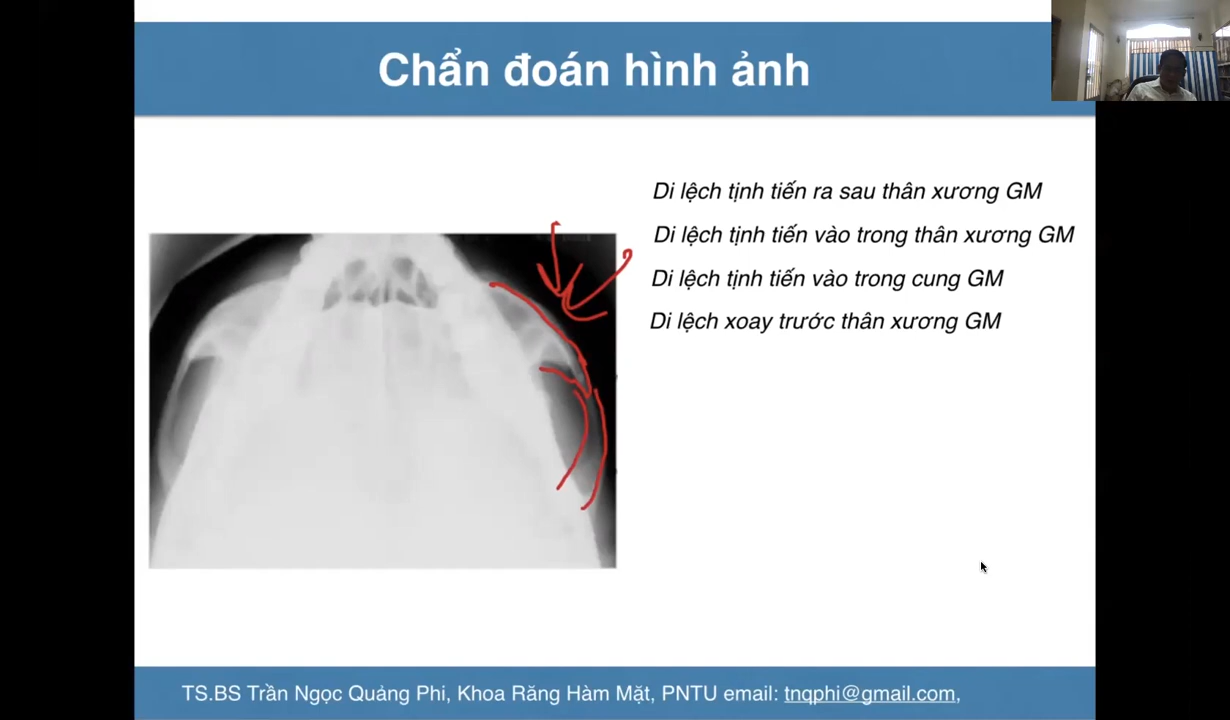 Chẩn đoán hình ảnh
Di lệch tịnh tiến ra sau thân xương GM
Di lệch tịnh tiến vào trong thân xương GM
Di lệch tịnh tiến vào trong cung GM
Di lệch xoay trước thân xương GM
TS.BS Trần Ngọc Quảng Phi, Khoa Răng Hàm Mặt, PNTU email: tnqphi@gmail.com,